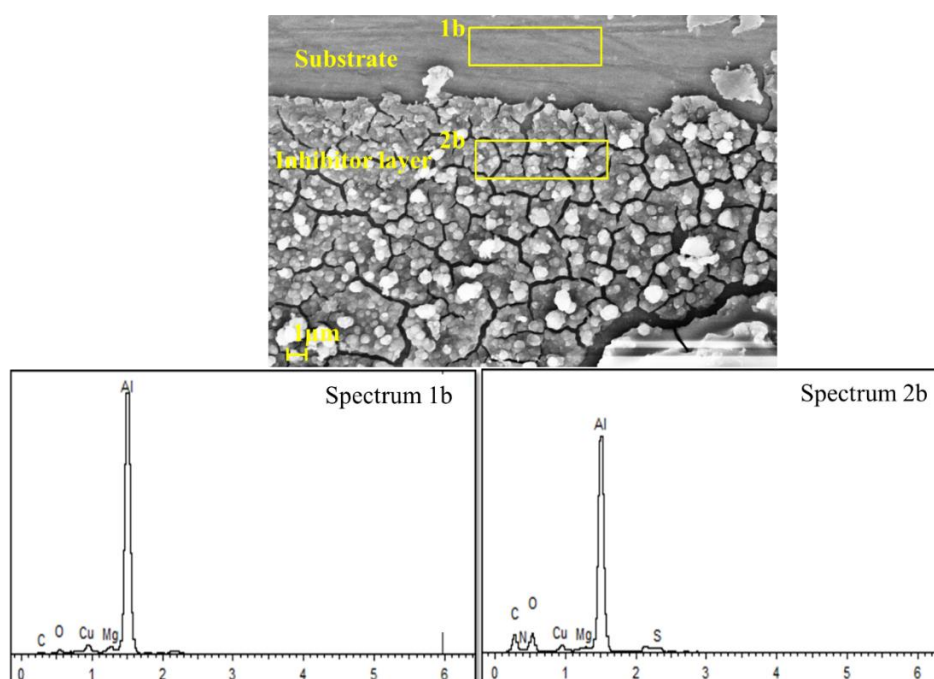 1b
Substrate
2b
Inhibitor layer
1μm
Spectrum 1b
Al
C O Cu Mg
0 1 2 3 4 5 6
Spectrum 2b
Al
C N O Cu Mg S
0 1 2 3 4 5 6